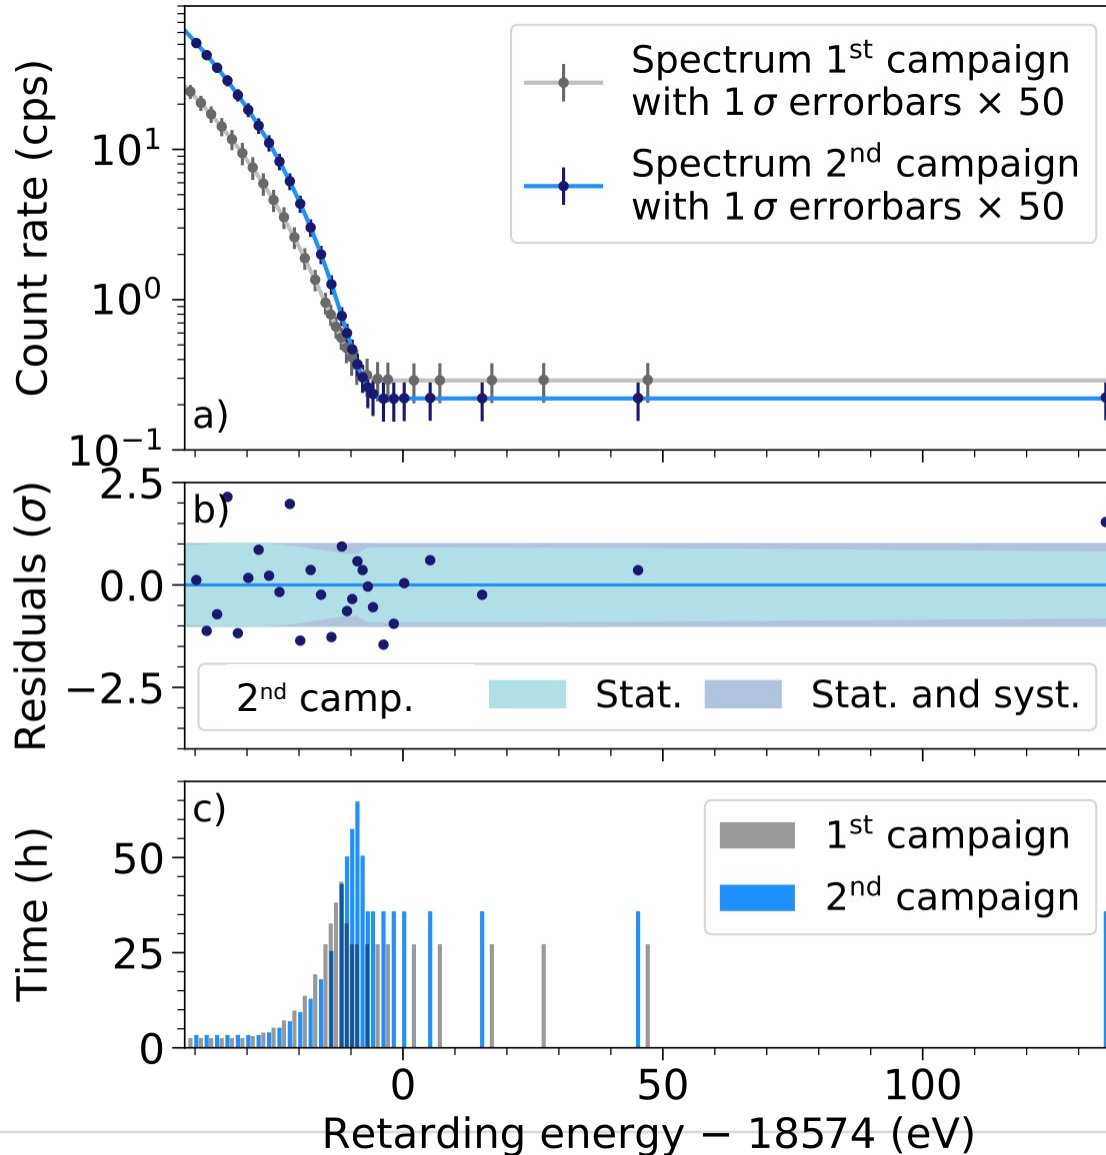 Count rate (cps)
10¹
10⁰
10⁻¹
a)
Spectrum 1ˢᵗ campaign
with 1 σ errorbars × 50
Spectrum 2ⁿᵈ campaign
with 1 σ errorbars × 50
Residuals (σ)
2.5
0.0
−2.5
b)
2ⁿᵈ camp.
Stat.
Stat. and syst.
Time (h)
50
25
0
c)
1ˢᵗ campaign
2ⁿᵈ campaign
0
50
100
Retarding energy − 18574 (eV)